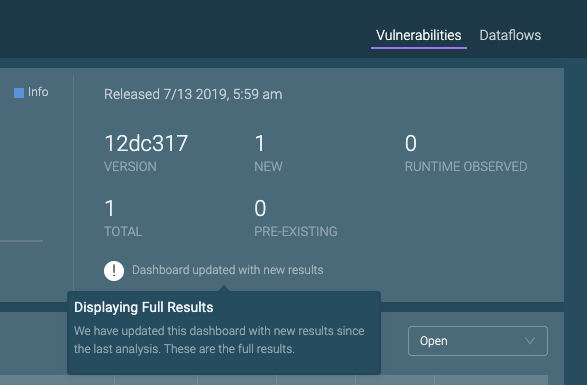 Vulnerabilities Dataflows
Info
Released 7/13 2019, 5:59 am
12dc317 1 0
VERSION NEW RUNTIME OBSERVED
1 0
TOTAL PRE-EXISTING
! Dashboard updated with new results
Displaying Full Results
We have updated this dashboard with new results since
the last analysis. These are the full results.
Open